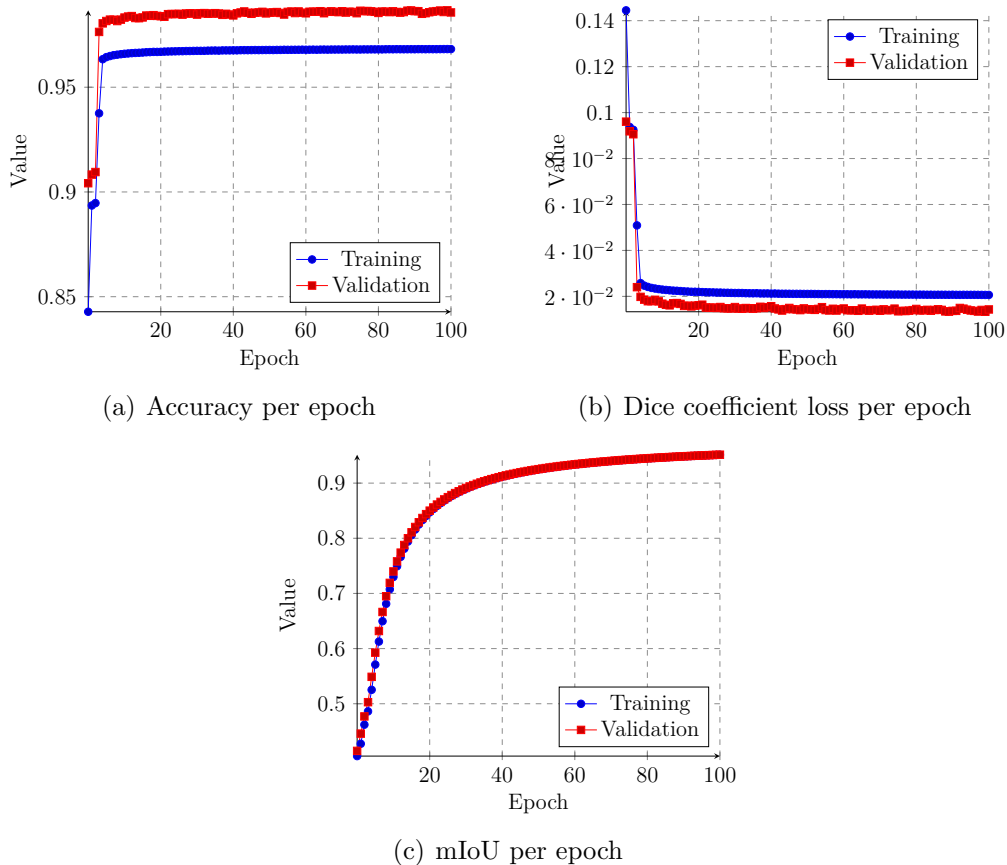 0.95
0.9
0.85
Value
20 40 60 80 100
Epoch
Training
Validation
(a) Accuracy per epoch
0.14
0.12
0.1
8 · 10⁻²
6 · 10⁻²
4 · 10⁻²
2 · 10⁻²
Value
20 40 60 80 100
Epoch
Training
Validation
(b) Dice coefficient loss per epoch
0.9
0.8
0.7
0.6
0.5
Value
20 40 60 80 100
Epoch
Training
Validation
(c) mIoU per epoch